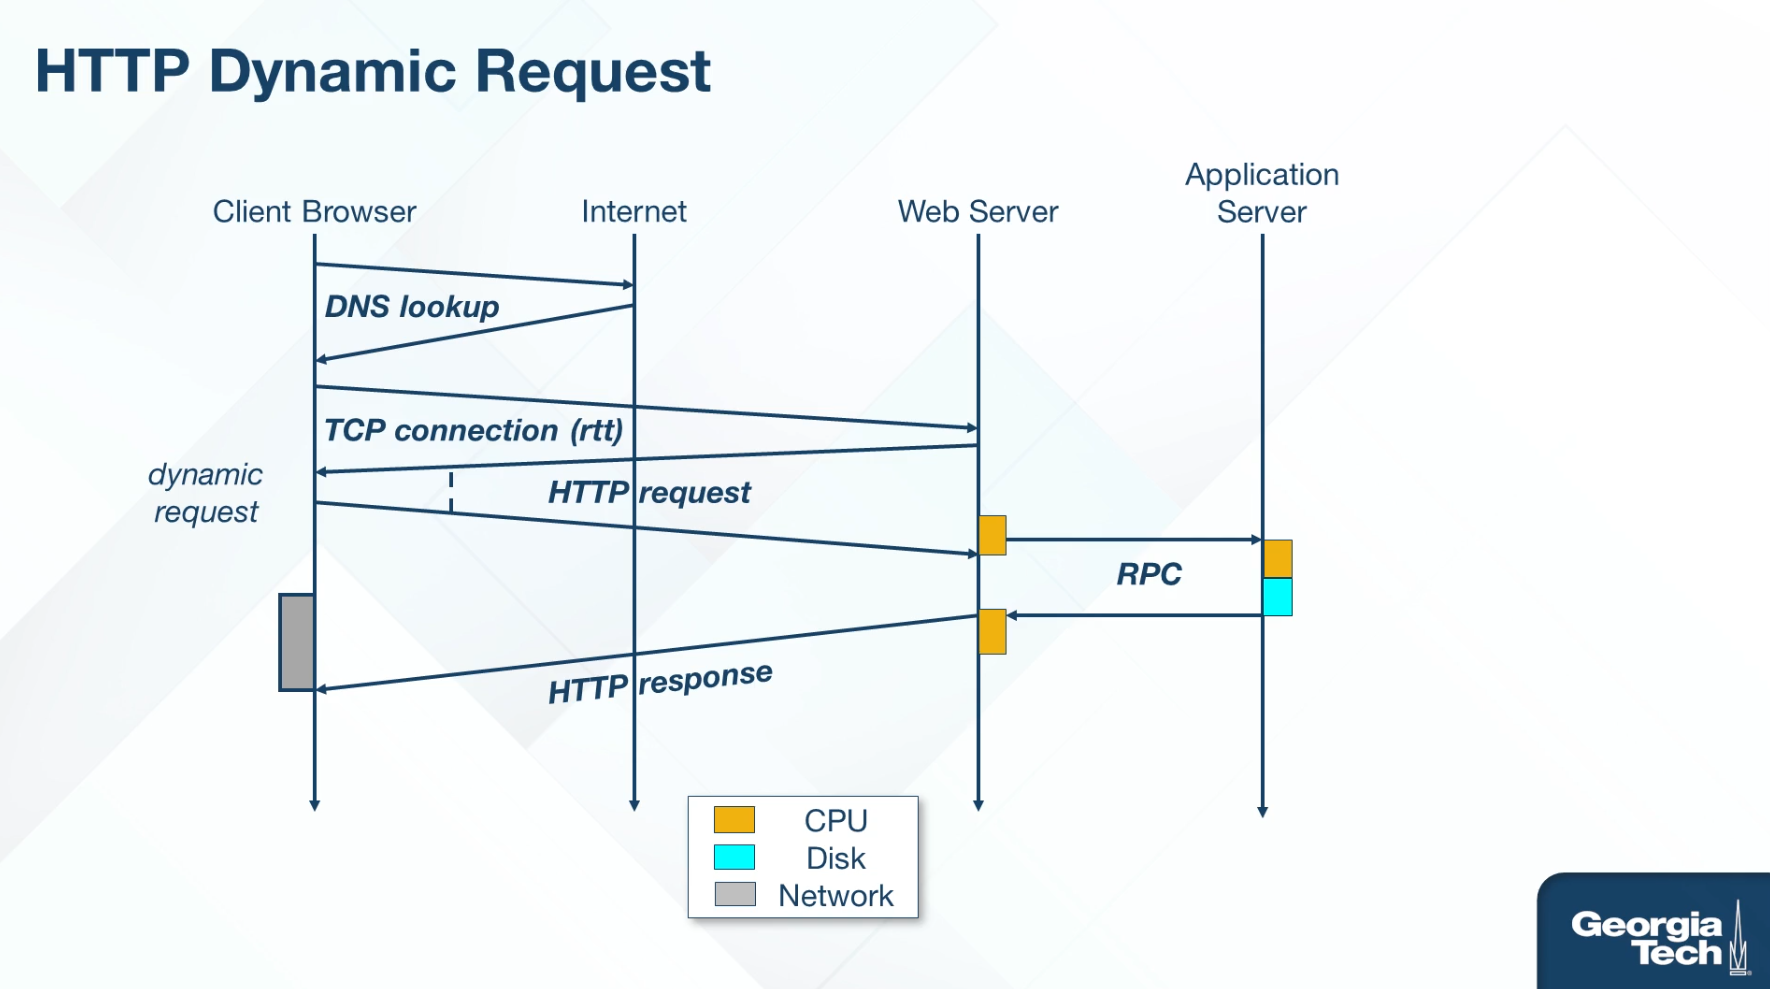 HTTP Dynamic Request
Client Browser
Internet
Web Server
Application
Server
DNS lookup
TCP connection (rtt)
dynamic
request
HTTP request
RPC
HTTP response
CPU
Disk
Network
Georgia
Tech